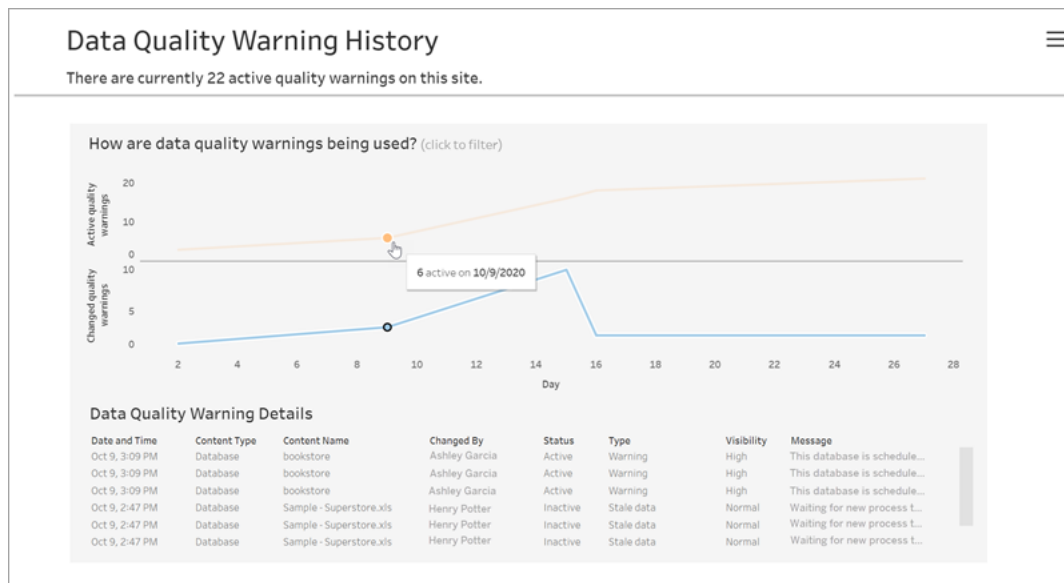 Data Quality Warning History
There are currently 22 active quality warnings on this site.
How are data quality warnings being used? (click to filter)
Active quality
warnings
20
10
0
6 active on 10/9/2020
Changed quality
warnings
10
5
0
2 4 6 8 10 12 14 16 18 20 22 24 26 28
Day
Data Quality Warning Details
Date and Time Content Type Content Name Changed By Status Type Visibility Message
Oct 9, 3:09 PM Database bookstore Ashley Garcia Active Warning High This database is schedule...
Oct 9, 3:09 PM Database bookstore Ashley Garcia Active Warning High This database is schedule...
Oct 9, 3:09 PM Database bookstore Ashley Garcia Active Warning High This database is schedule...
Oct 9, 2:47 PM Database Sample - Superstore.xls Henry Potter Inactive Stale data Normal Waiting for new process t...
Oct 9, 2:47 PM Database Sample - Superstore.xls Henry Potter Inactive Stale data Normal Waiting for new process t...
Oct 9, 2:47 PM Database Sample - Superstore.xls Henry Potter Inactive Stale data Normal Waiting for new process t...